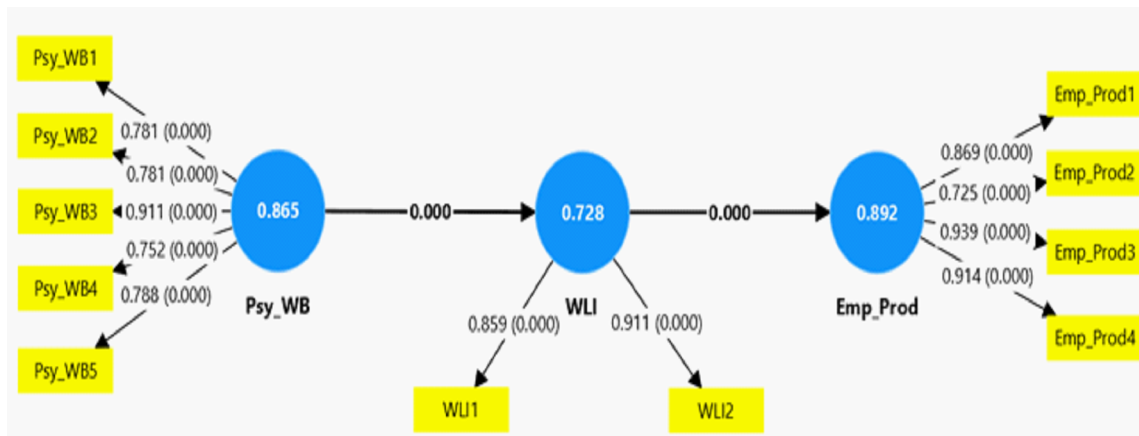 Psy_WB1
Psy_WB2
Psy_WB3
Psy_WB4
Psy_WB5
0.781 (0.000)
0.781 (0.000)
0.911 (0.000)
0.752 (0.000)
0.788 (0.000)
0.865
Psy_WB
0.000
0.728
WLI
0.859 (0.000)
0.911 (0.000)
WLI1
WLI2
0.000
0.892
Emp_Prod
0.869 (0.000)
0.725 (0.000)
0.939 (0.000)
0.914 (0.000)
Emp_Prod1
Emp_Prod2
Emp_Prod3
Emp_Prod4